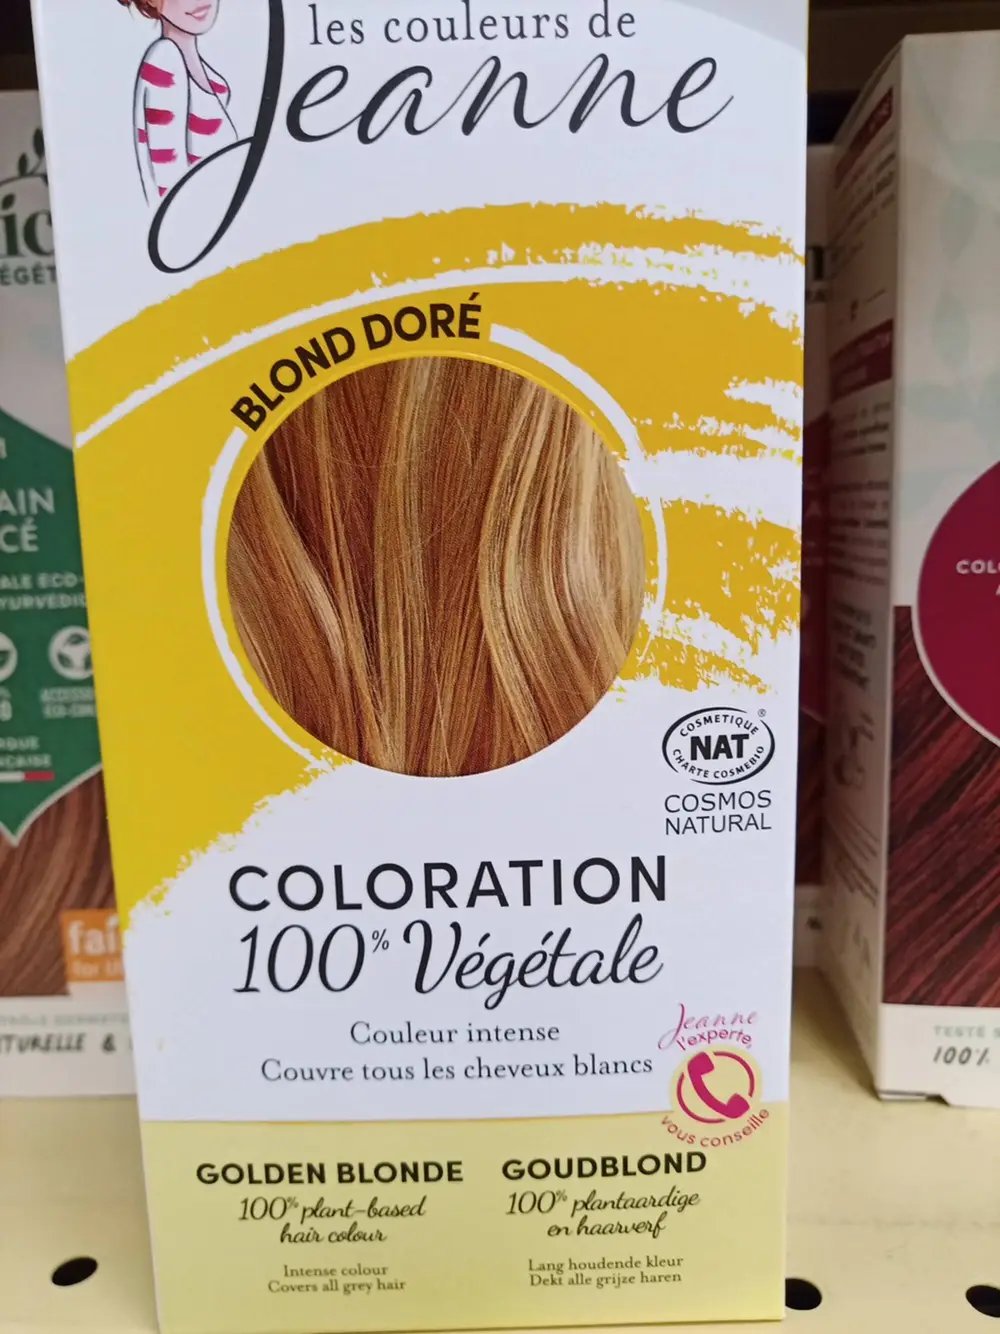 les couleurs de
Jeanne
BLOND DORÉ
COSMETIQUE
®
NAT
CHARTE COSMEBIO
COSMOS
NATURAL
COLORATION
100% Végétale
Couleur intense
Couvre tous les cheveux blancs
Jeanne
l'experte,
vous conseille
GOLDEN BLONDE
100% plant-based
hair colour
Intense colour
Covers all grey hair
GOUDBLOND
100% plantaardige
en haarverf
Lang houdende kleur
Dekt alle grijze haren
TURELLE &
100%